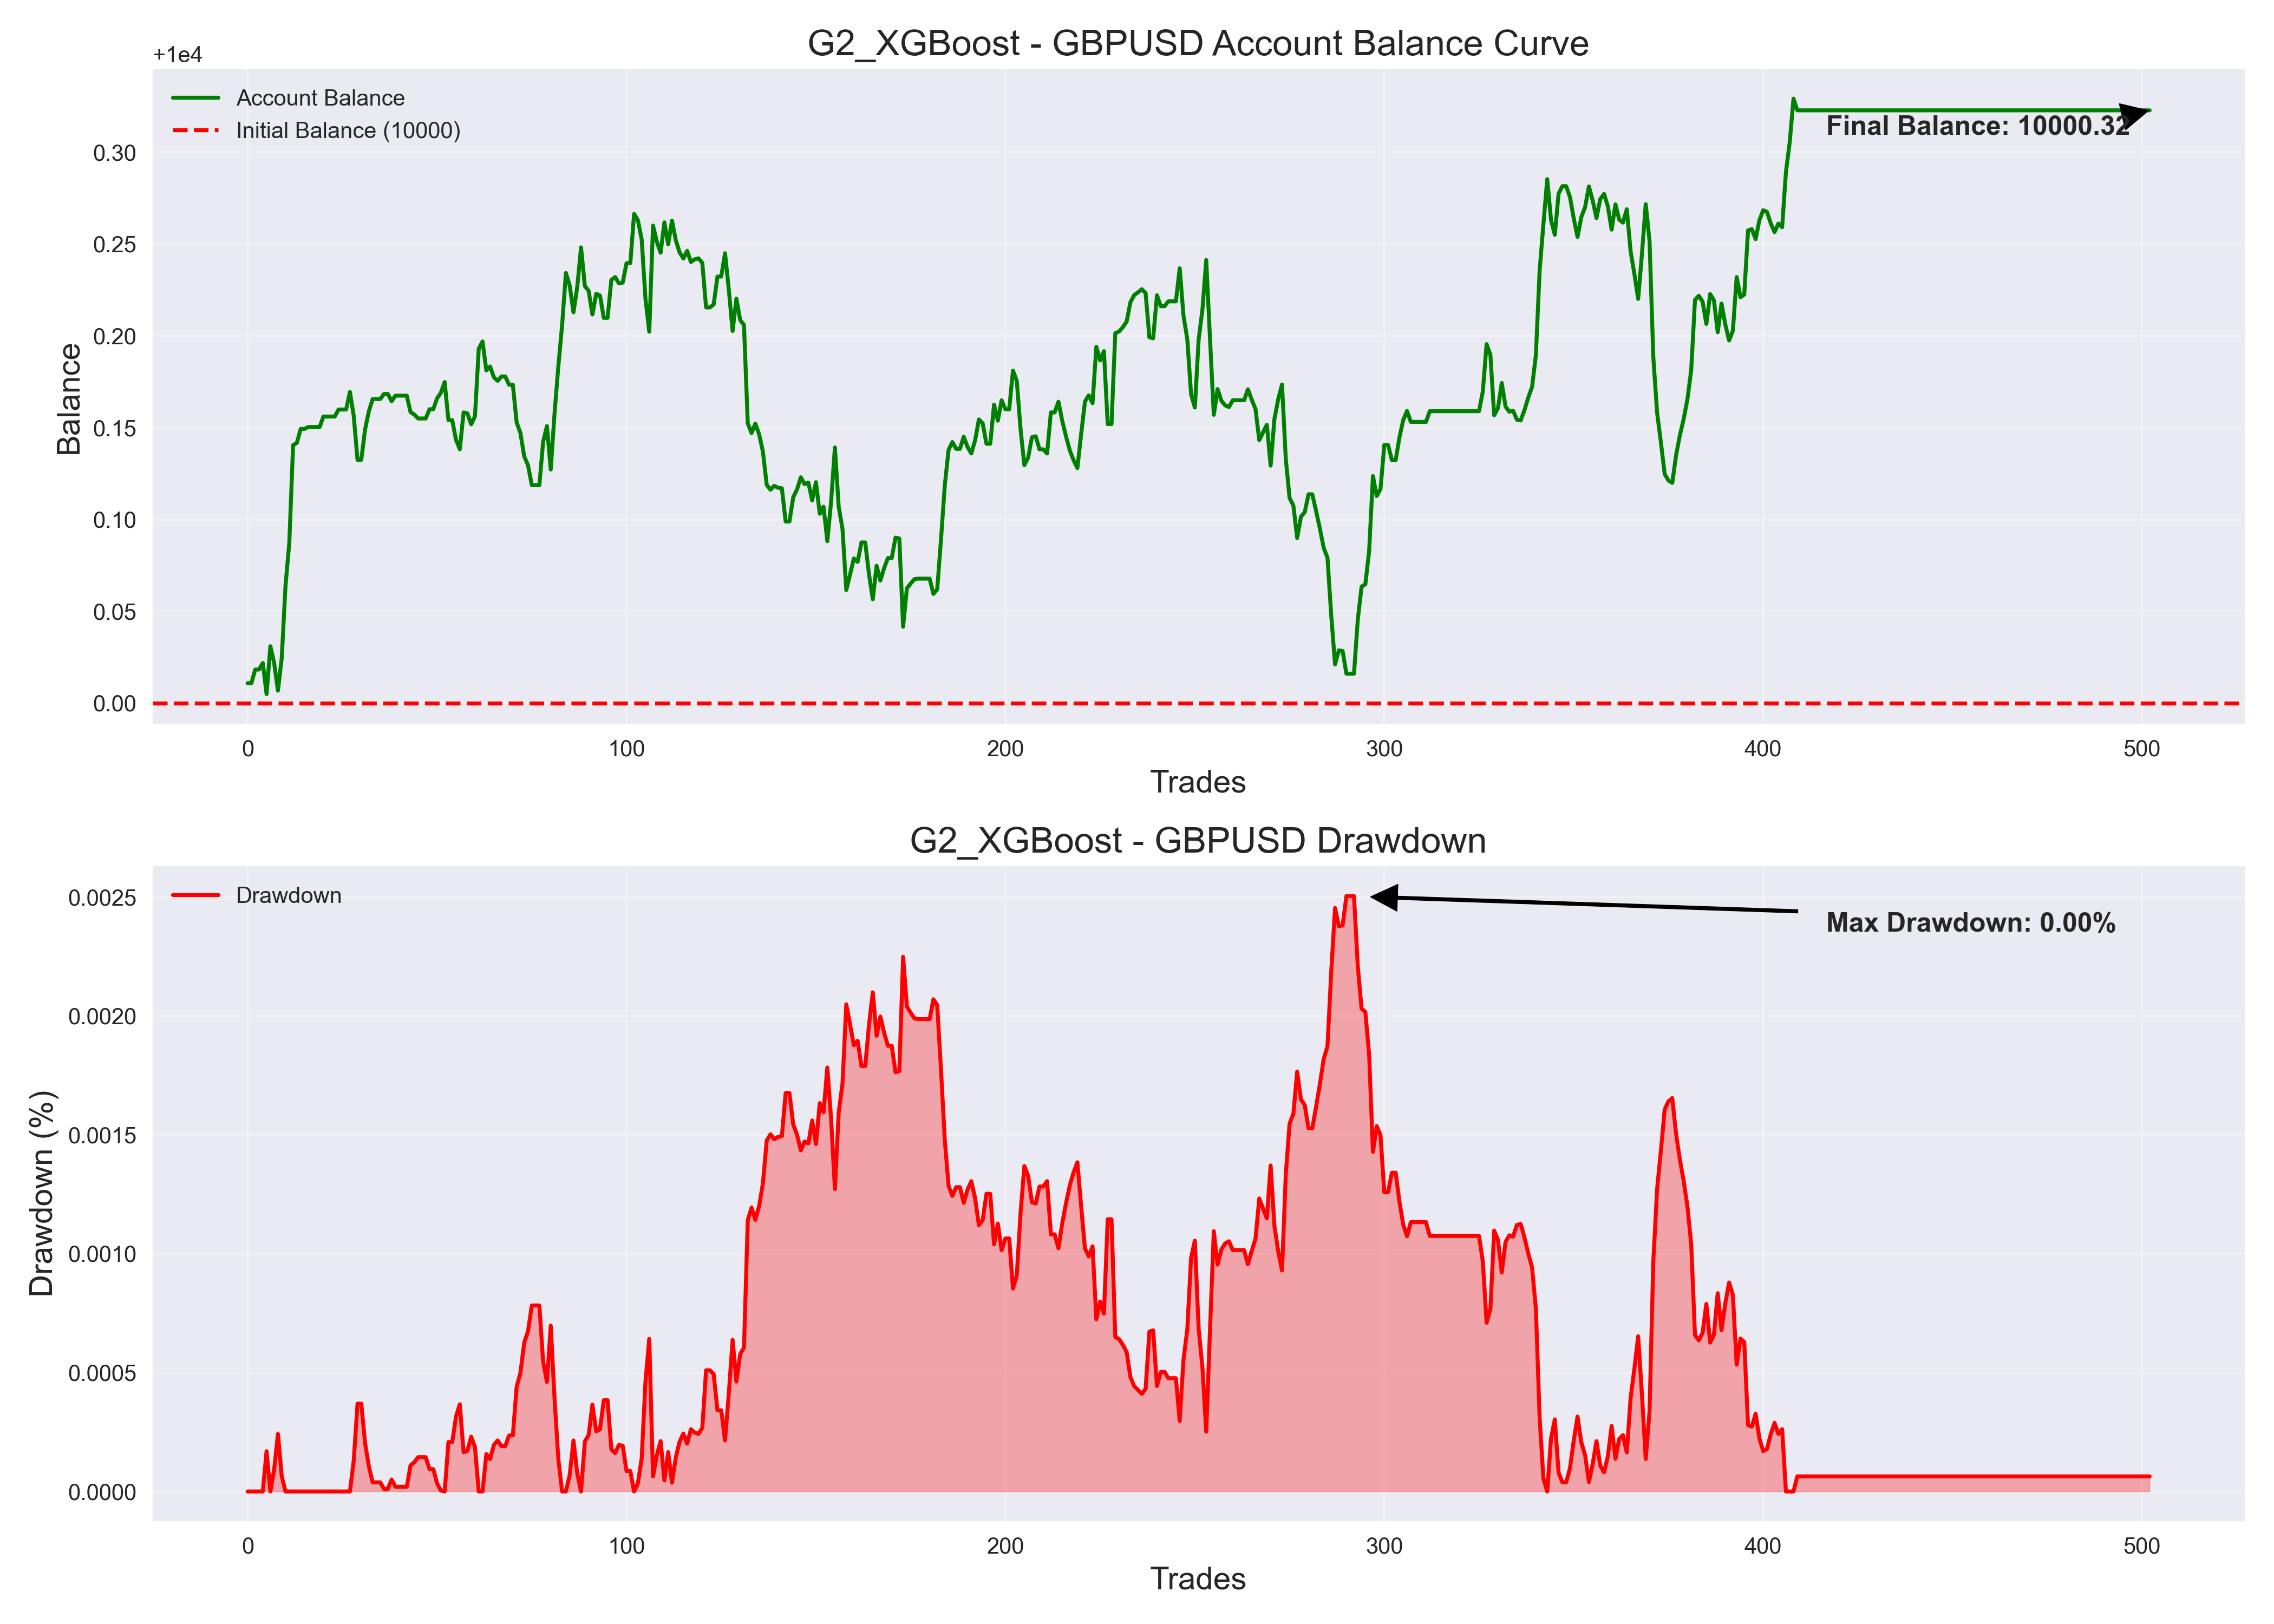 G2_XGBoost - GBPUSD Account Balance Curve
+1e4
Account Balance
Initial Balance (10000)
Final Balance: 10000.32
Balance
0.30
0.25
0.20
0.15
0.10
0.05
0.00
0 100 200 300 400 500
Trades
G2_XGBoost - GBPUSD Drawdown
Drawdown
Max Drawdown: 0.00%
Drawdown (%)
0.0025
0.0020
0.0015
0.0010
0.0005
0.0000
0 100 200 300 400 500
Trades